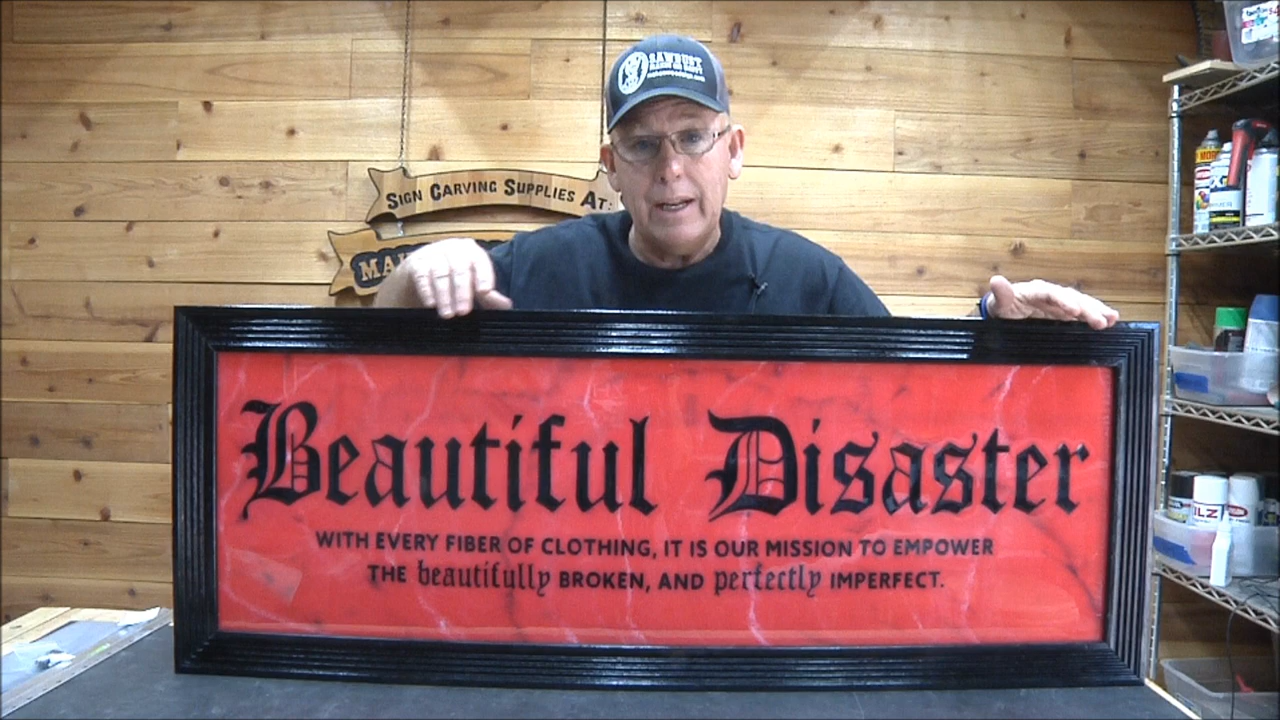 SAWDUST
SIGN CARVING SUPPLIES AT:
Beautiful Disaster
WITH EVERY FIBER OF CLOTHING, IT IS OUR MISSION TO EMPOWER
THE beautifully BROKEN, AND perfectly IMPERFECT.